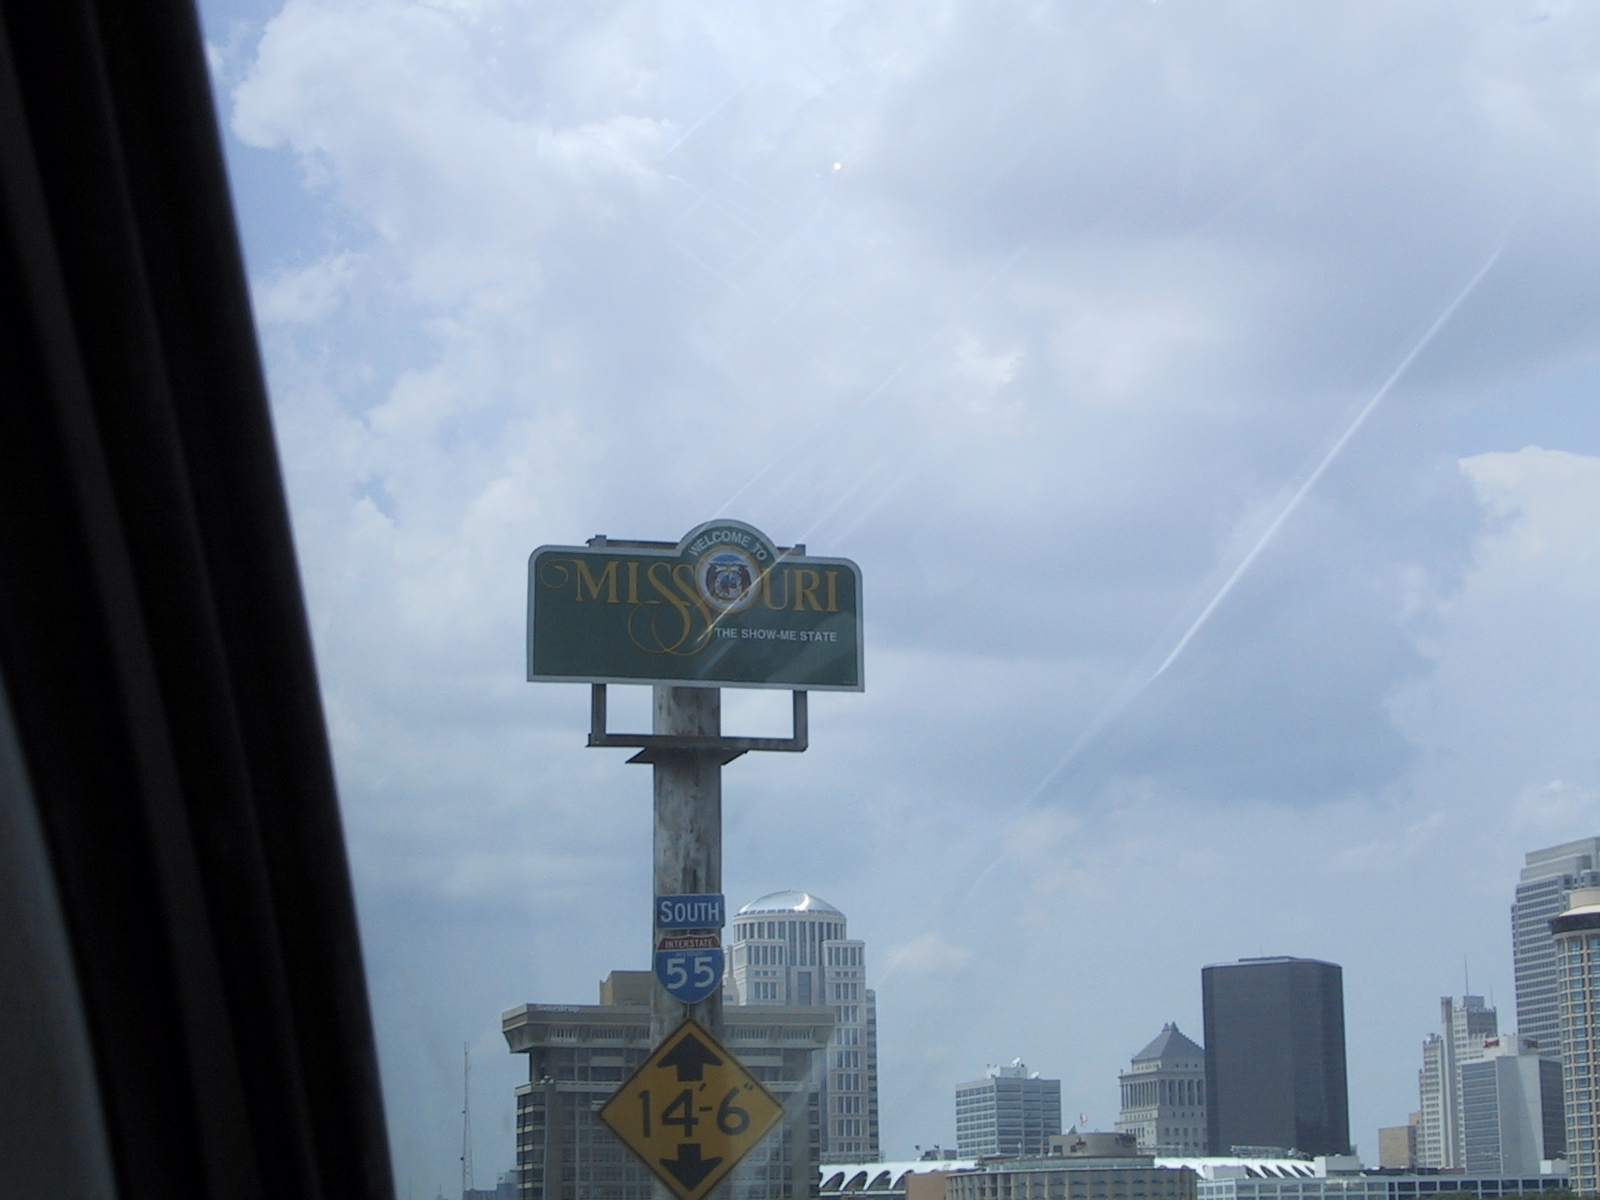 WELCOME TO
MISSOURI
THE SHOW-ME STATE
SOUTH
INTERSTATE
55
14'-6"